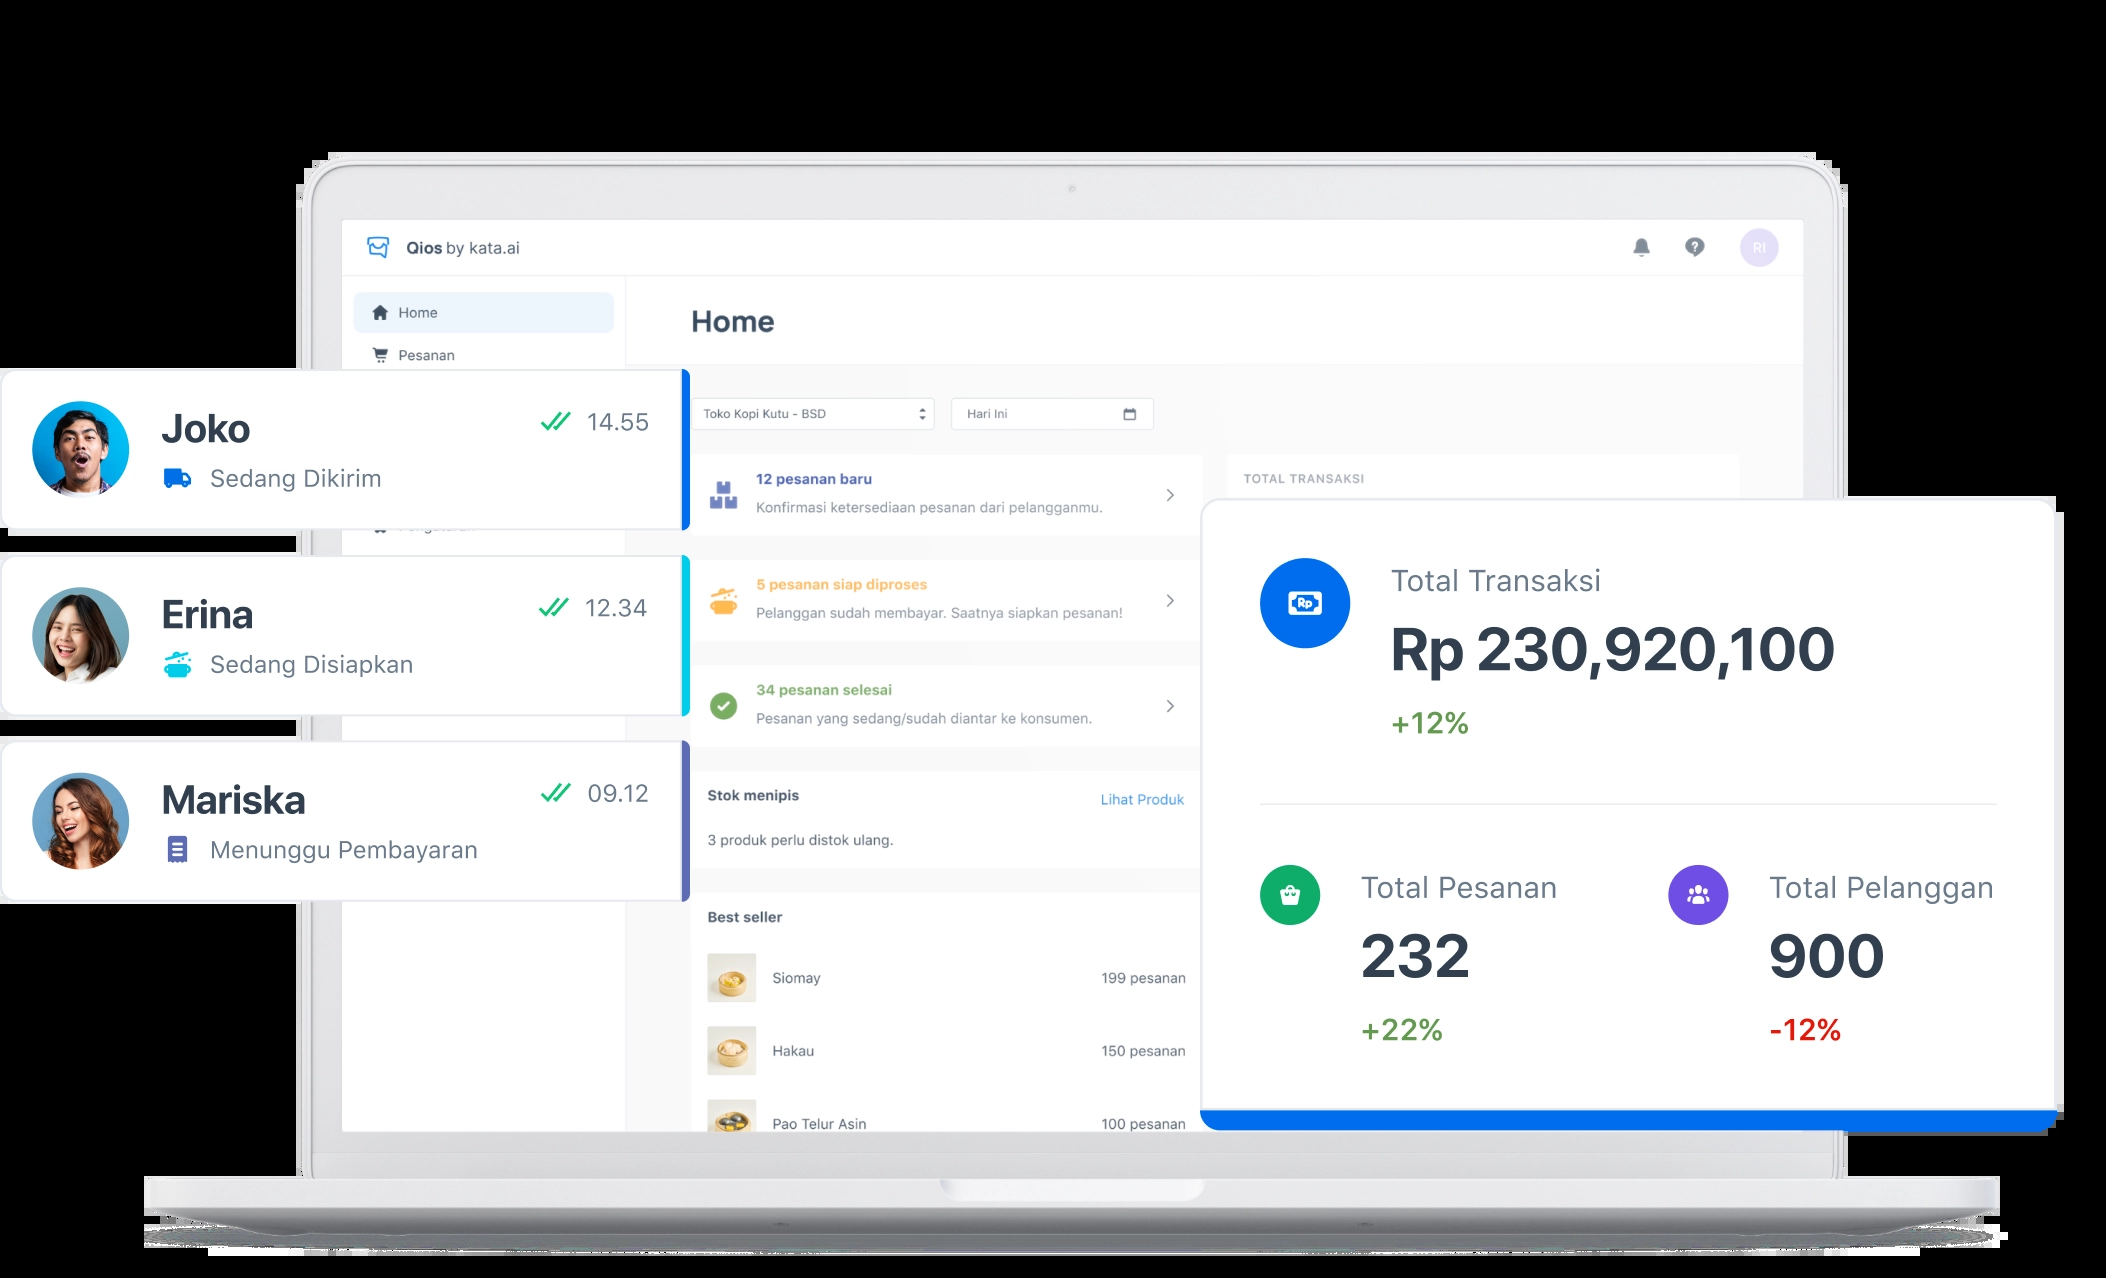 Qios by kata.ai
RI
Home
Pesanan
Home
Toko Kopi Kutu - BSD
Hari Ini
Joko
14.55
Sedang Dikirim
Erina
12.34
Sedang Disiapkan
Mariska
09.12
Menunggu Pembayaran
12 pesanan baru
Konfirmasi ketersediaan pesanan dari pelangganmu.
5 pesanan siap diproses
Pelanggan sudah membayar. Saatnya siapkan pesanan!
34 pesanan selesai
Pesanan yang sedang/sudah diantar ke konsumen.
Stok menipis
Lihat Produk
3 produk perlu distok ulang.
Best seller
Siomay
199 pesanan
Hakau
150 pesanan
Pao Telur Asin
100 pesanan
TOTAL TRANSAKSI
Rp
Total Transaksi
Rp 230,920,100
+12%
Total Pesanan
232
+22%
Total Pelanggan
900
-12%